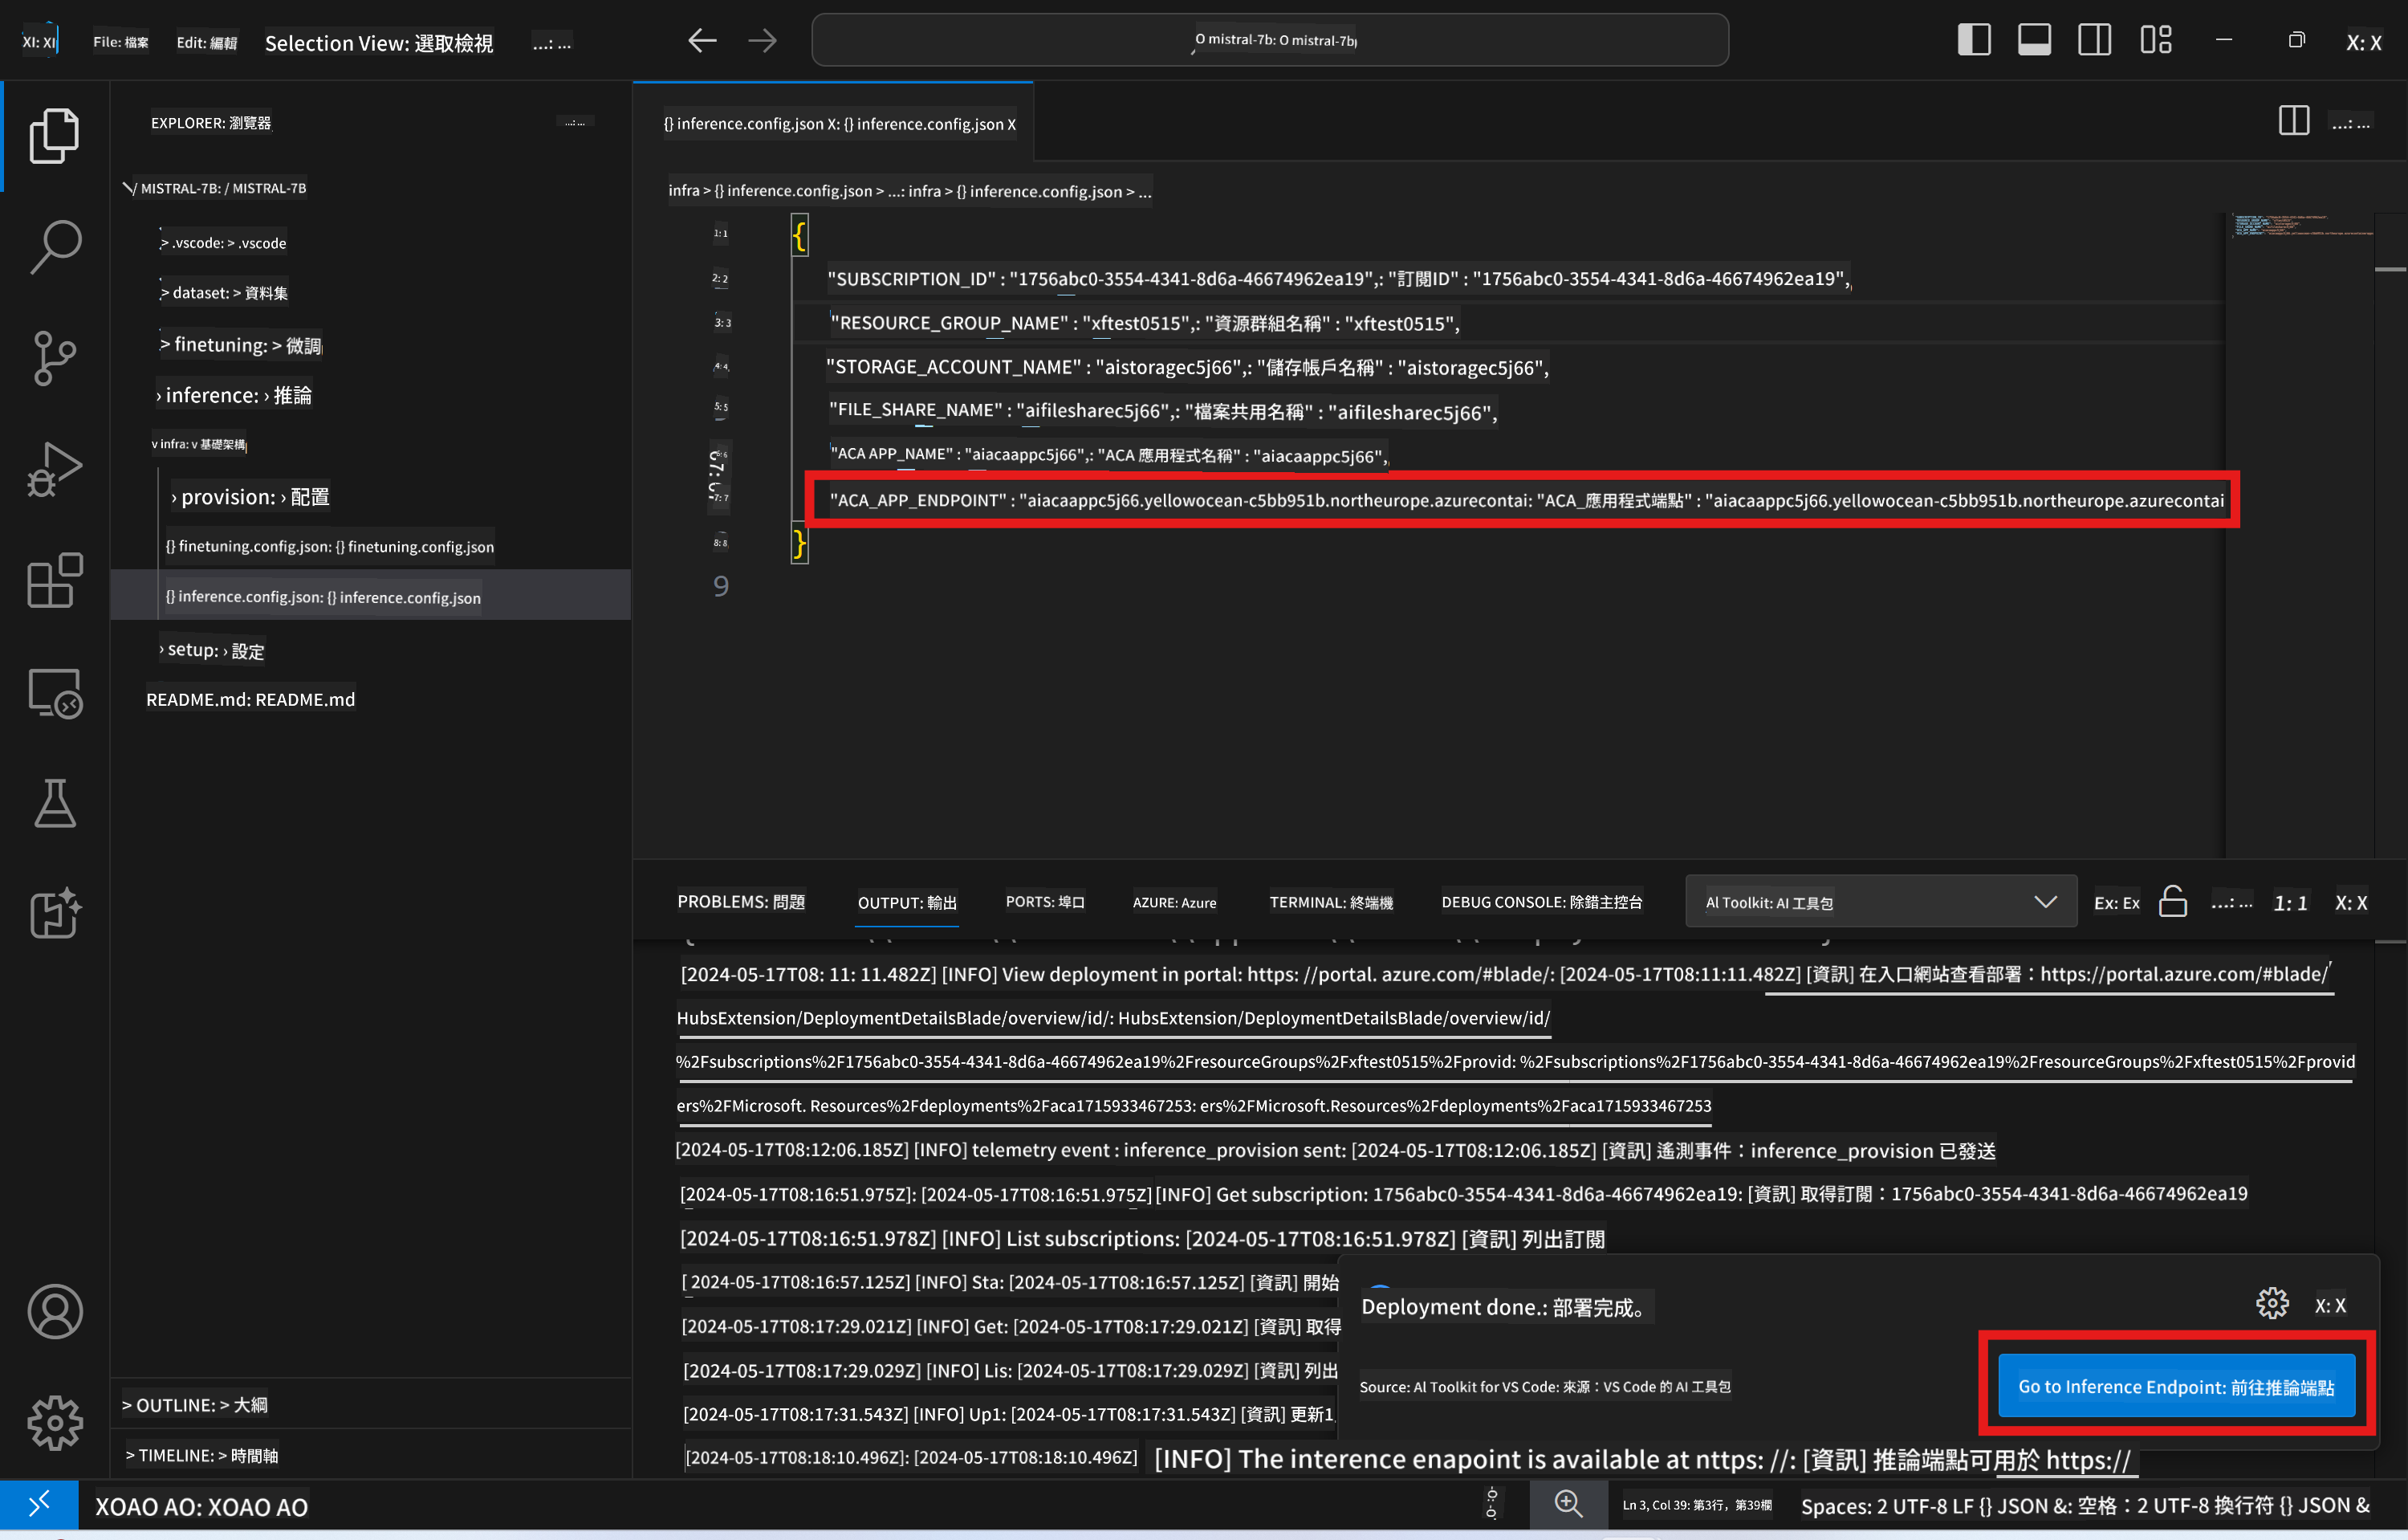 XI: XI File: 檔案 Edit: 編輯 Selection View: 選取檢視 ...: ... O mistral-7b: O mistral-7b X: X
EXPLORER: 瀏覽器 ...: ...
/ MISTRAL-7B: / MISTRAL-7B
> .vscode: > .vscode
> dataset: > 資料集
> finetuning: > 微調
› inference: › 推論
v infra: v 基礎架構
› provision: › 配置
{} finetuning.config.json: {} finetuning.config.json
{} inference.config.json: {} inference.config.json
› setup: › 設定
README.md: README.md
> OUTLINE: > 大綱
> TIMELINE: > 時間軸
{} inference.config.json X: {} inference.config.json X ...: ...
infra > {} inference.config.json > ...: infra > {} inference.config.json > ...
1: 1 {
2: 2 "SUBSCRIPTION_ID" : "1756abc0-3554-4341-8d6a-46674962ea19",: "訂閱ID" : "1756abc0-3554-4341-8d6a-46674962ea19",
3: 3 "RESOURCE_GROUP_NAME" : "xftest0515",: "資源群組名稱" : "xftest0515",
4: 4 "STORAGE_ACCOUNT_NAME" : "aistoragec5j66",: "儲存帳戶名稱" : "aistoragec5j66",
5: 5 "FILE_SHARE_NAME" : "aifilesharec5j66",: "檔案共用名稱" : "aifilesharec5j66",
6: 6 "ACA APP_NAME" : "aiacaappc5j66",: "ACA 應用程式名稱" : "aiacaappc5j66",
7: 7 "ACA_APP_ENDPOINT" : "aiacaappc5j66.yellowocean-c5bb951b.northeurope.azurecontai: "ACA_應用程式端點" : "aiacaappc5j66.yellowocean-c5bb951b.northeurope.azurecontai
8: 8 }
9
PROBLEMS: 問題 OUTPUT: 輸出 PORTS: 埠口 AZURE: Azure TERMINAL: 終端機 DEBUG CONSOLE: 除錯主控台 Al Toolkit: AI 工具包 Ex: Ex ...: ... 1: 1 X: X
[2024-05-17T08: 11: 11.482Z] [INFO] View deployment in portal: https: //portal. azure.com/#blade/: [2024-05-17T08:11:11.482Z] [資訊] 在入口網站查看部署：https://portal.azure.com/#blade/
HubsExtension/DeploymentDetailsBlade/overview/id/: HubsExtension/DeploymentDetailsBlade/overview/id/
%2Fsubscriptions%2F1756abc0-3554-4341-8d6a-46674962ea19%2FresourceGroups%2Fxftest0515%2Fprovid: %2Fsubscriptions%2F1756abc0-3554-4341-8d6a-46674962ea19%2FresourceGroups%2Fxftest0515%2Fprovid
ers%2FMicrosoft. Resources%2Fdeployments%2Faca1715933467253: ers%2FMicrosoft.Resources%2Fdeployments%2Faca1715933467253
[2024-05-17T08:12:06.185Z] [INFO] telemetry event : inference_provision sent: [2024-05-17T08:12:06.185Z] [資訊] 遙測事件：inference_provision 已發送
[2024-05-17T08:16:51.975Z]: [2024-05-17T08:16:51.975Z] [INFO] Get subscription: 1756abc0-3554-4341-8d6a-46674962ea19: [資訊] 取得訂閱：1756abc0-3554-4341-8d6a-46674962ea19
[2024-05-17T08:16:51.978Z] [INFO] List subscriptions: [2024-05-17T08:16:51.978Z] [資訊] 列出訂閱
[ 2024-05-17T08:16:57.125Z] [INFO] Sta: [2024-05-17T08:16:57.125Z] [資訊] 開始
[2024-05-17T08:17:29.021Z] [INFO] Get: [2024-05-17T08:17:29.021Z] [資訊] 取得
[2024-05-17T08:17:29.029Z] [INFO] Lis: [2024-05-17T08:17:29.029Z] [資訊] 列出
[2024-05-17T08:17:31.543Z] [INFO] Up1: [2024-05-17T08:17:31.543Z] [資訊] 更新1
[2024-05-17T08:18:10.496Z]: [2024-05-17T08:18:10.496Z] [INFO] The interence enapoint is available at nttps: //: [資訊] 推論端點可用於 https://
Deployment done.: 部署完成。 X: X
Source: Al Toolkit for VS Code: 來源：VS Code 的 AI 工具包
Go to Inference Endpoint: 前往推論端點
XOAO AO: XOAO AO Ln 3, Col 39: 第3行，第39欄 Spaces: 2 UTF-8 LF {} JSON &: 空格：2 UTF-8 換行符 {} JSON &